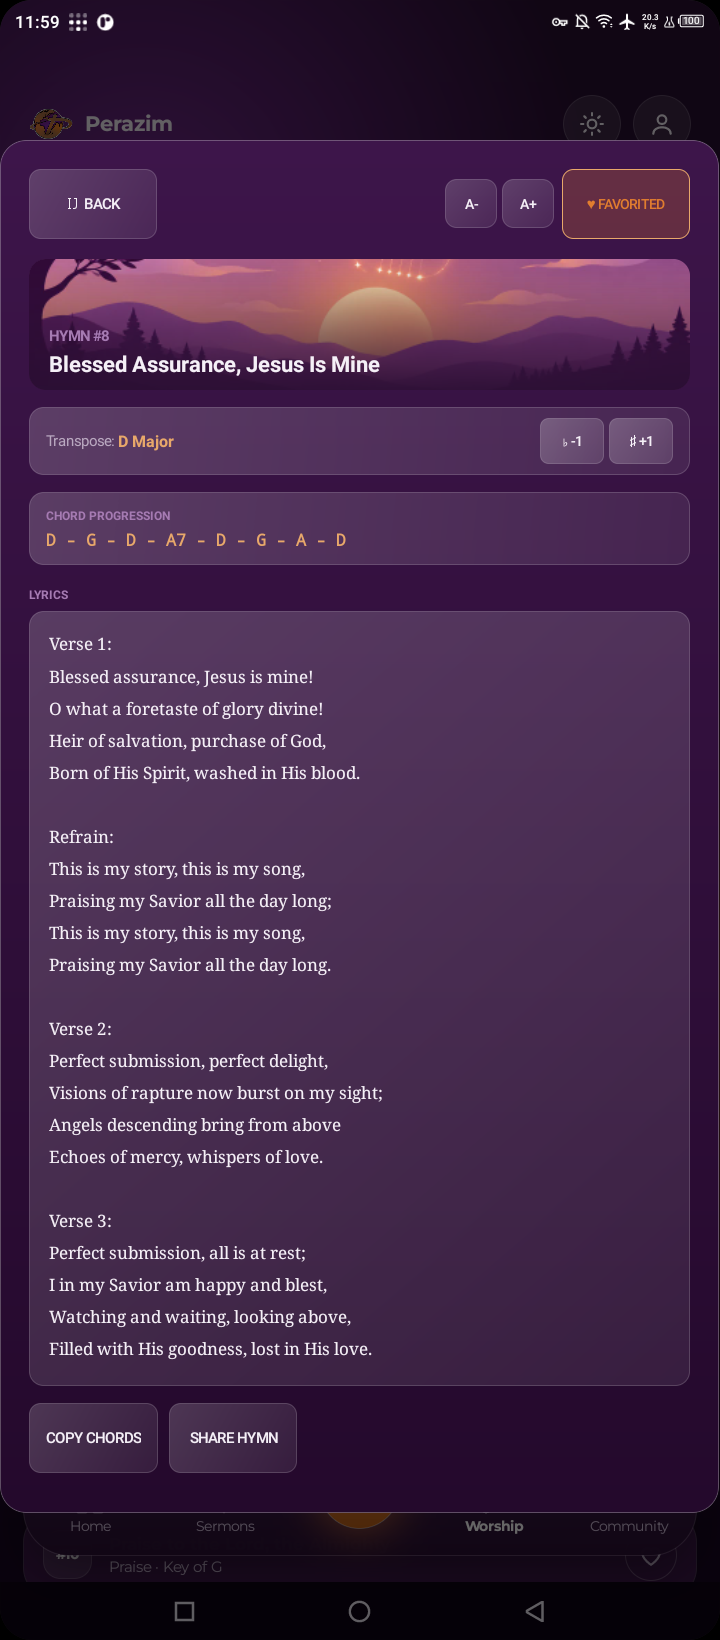 11:59
20.3
K/s
100
Perazim
BACK
A-
A+
♥ FAVORITED
HYMN #8
Blessed Assurance, Jesus Is Mine
Transpose: D Major
♭ -1
♯ +1
CHORD PROGRESSION
D - G - D - A7 - D - G - A - D
LYRICS
Verse 1:
Blessed assurance, Jesus is mine!
O what a foretaste of glory divine!
Heir of salvation, purchase of God,
Born of His Spirit, washed in His blood.
Refrain:
This is my story, this is my song,
Praising my Savior all the day long;
This is my story, this is my song,
Praising my Savior all the day long.
Verse 2:
Perfect submission, perfect delight,
Visions of rapture now burst on my sight;
Angels descending bring from above
Echoes of mercy, whispers of love.
Verse 3:
Perfect submission, all is at rest;
I in my Savior am happy and blest,
Watching and waiting, looking above,
Filled with His goodness, lost in His love.
COPY CHORDS
SHARE HYMN
Home
Sermons
Worship
Community
Praise · Key of G